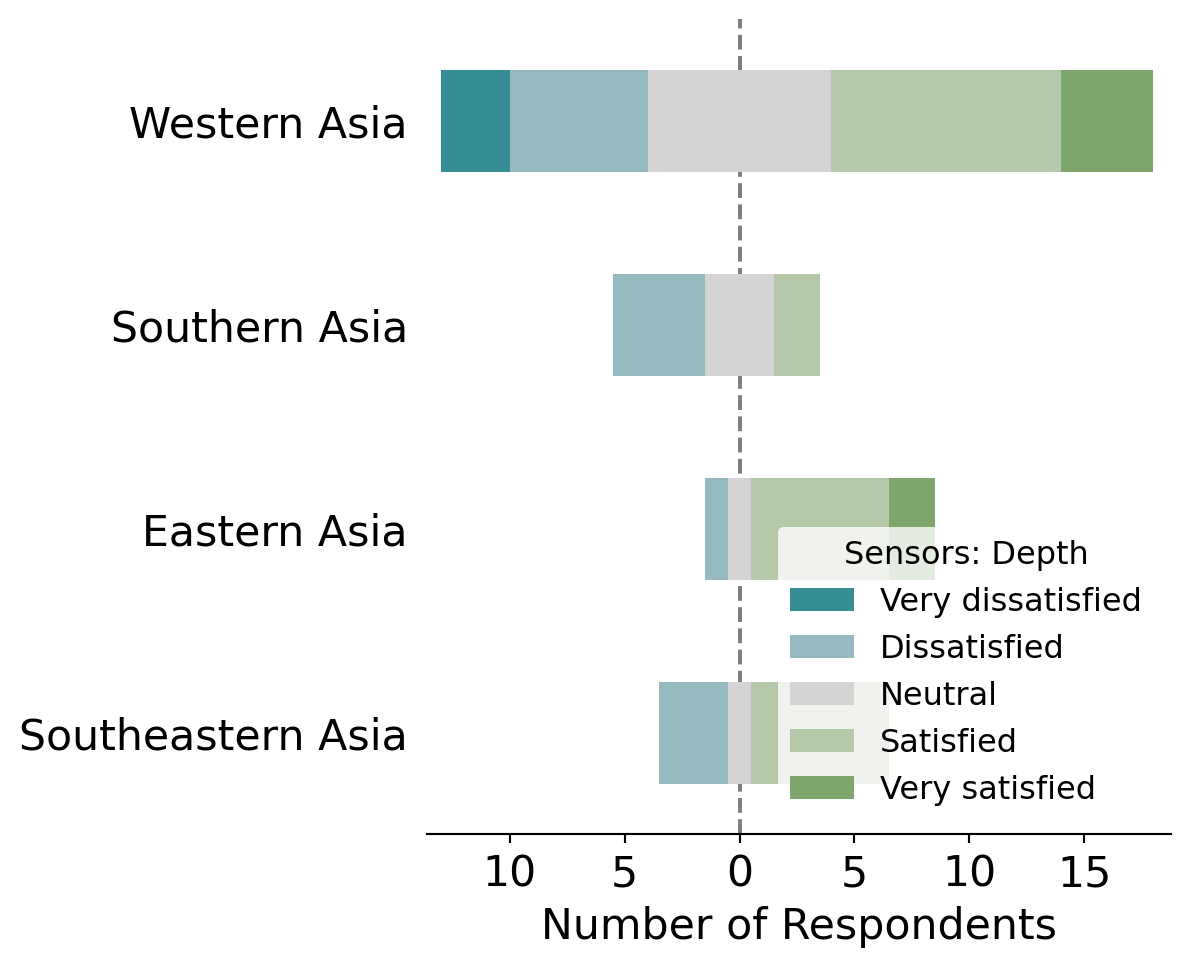 Western Asia
Southern Asia
Eastern Asia
Southeastern Asia
Sensors: Depth
Very dissatisfied
Dissatisfied
Neutral
Satisfied
Very satisfied
10 5 0 5 10 15
Number of Respondents